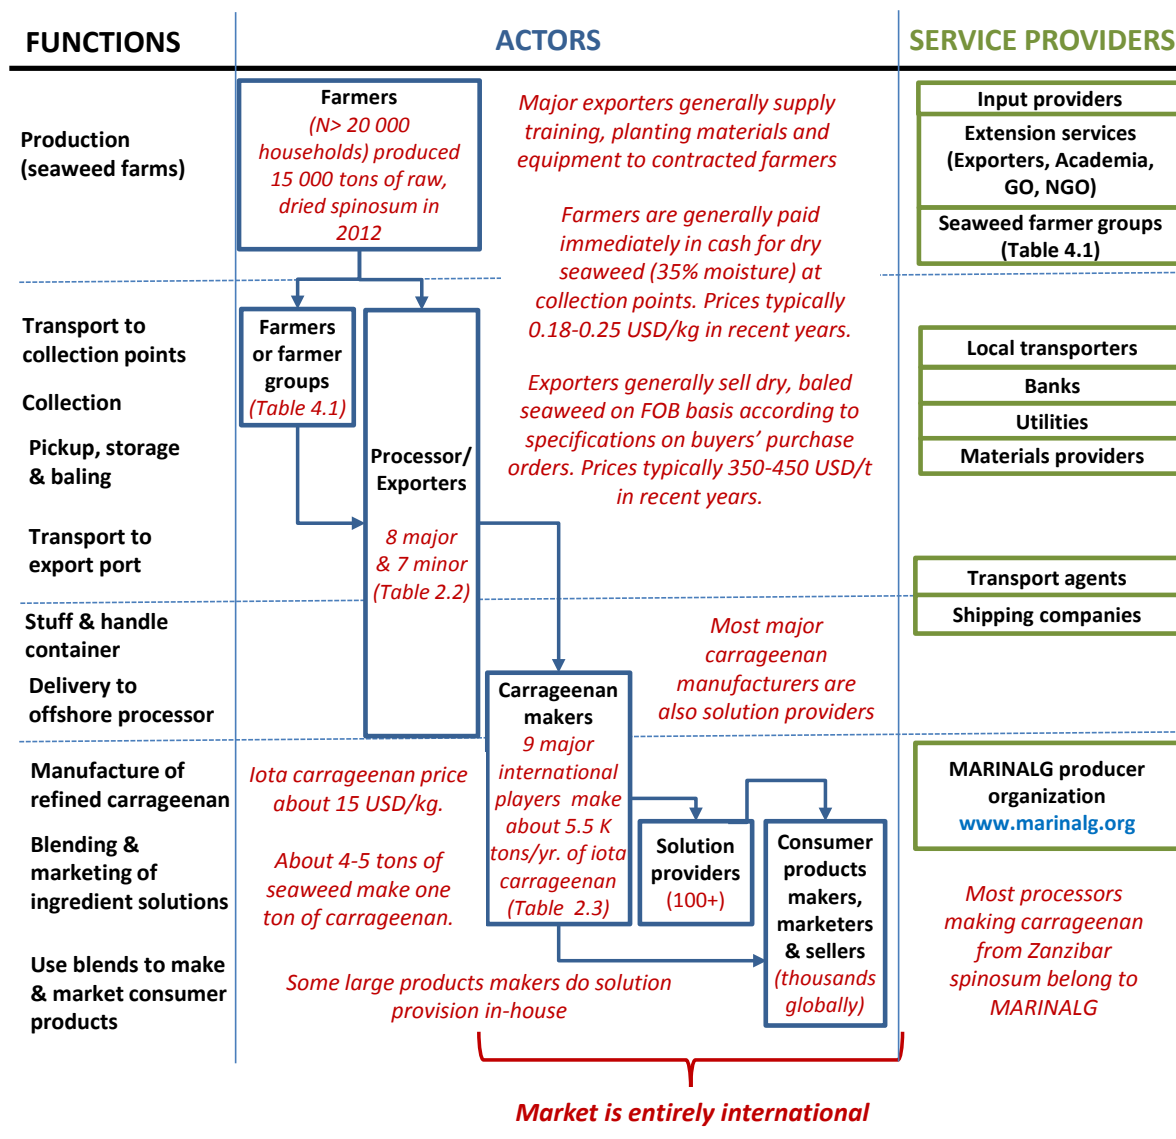 FUNCTIONS
ACTORS
SERVICE PROVIDERS
Production
(seaweed farms)
Farmers
(N> 20 000
households) produced
15 000 tons of raw,
dried spinosum in
2012
Major exporters generally supply
training, planting materials and
equipment to contracted farmers
Farmers are generally paid
immediately in cash for dry
seaweed (35% moisture) at
collection points. Prices typically
0.18-0.25 USD/kg in recent years.
Input providers
Extension services
(Exporters, Academia,
GO, NGO)
Seaweed farmer groups
(Table 4.1)
Transport to
collection points
Collection
Pickup, storage
& baling
Transport to
export port
Farmers
or farmer
groups
(Table 4.1)
Processor/
Exporters
8 major
& 7 minor
(Table 2.2)
Exporters generally sell dry, baled
seaweed on FOB basis according to
specifications on buyers’ purchase
orders. Prices typically 350-450 USD/t
in recent years.
Local transporters
Banks
Utilities
Materials providers
Transport agents
Shipping companies
Stuff & handle
container
Delivery to
offshore processor
Carrageenan
makers
9 major
international
players make
about 5.5 K
tons/yr. of iota
carrageenan
(Table 2.3)
Most major
carrageenan
manufacturers are
also solution providers
Manufacture of
refined carrageenan
Blending &
marketing of
ingredient solutions
Use blends to make
& market consumer
products
Iota carrageenan price
about 15 USD/kg.
About 4-5 tons of
seaweed make one
ton of carrageenan.
Some large products makers do solution
provision in-house
Solution
providers
(100+)
Consumer
products
makers,
marketers
& sellers
(thousands
globally)
MARINALG producer
organization
www.marinalg.org
Most processors
making carrageenan
from Zanzibar
spinosum belong to
MARINALG
Market is entirely international